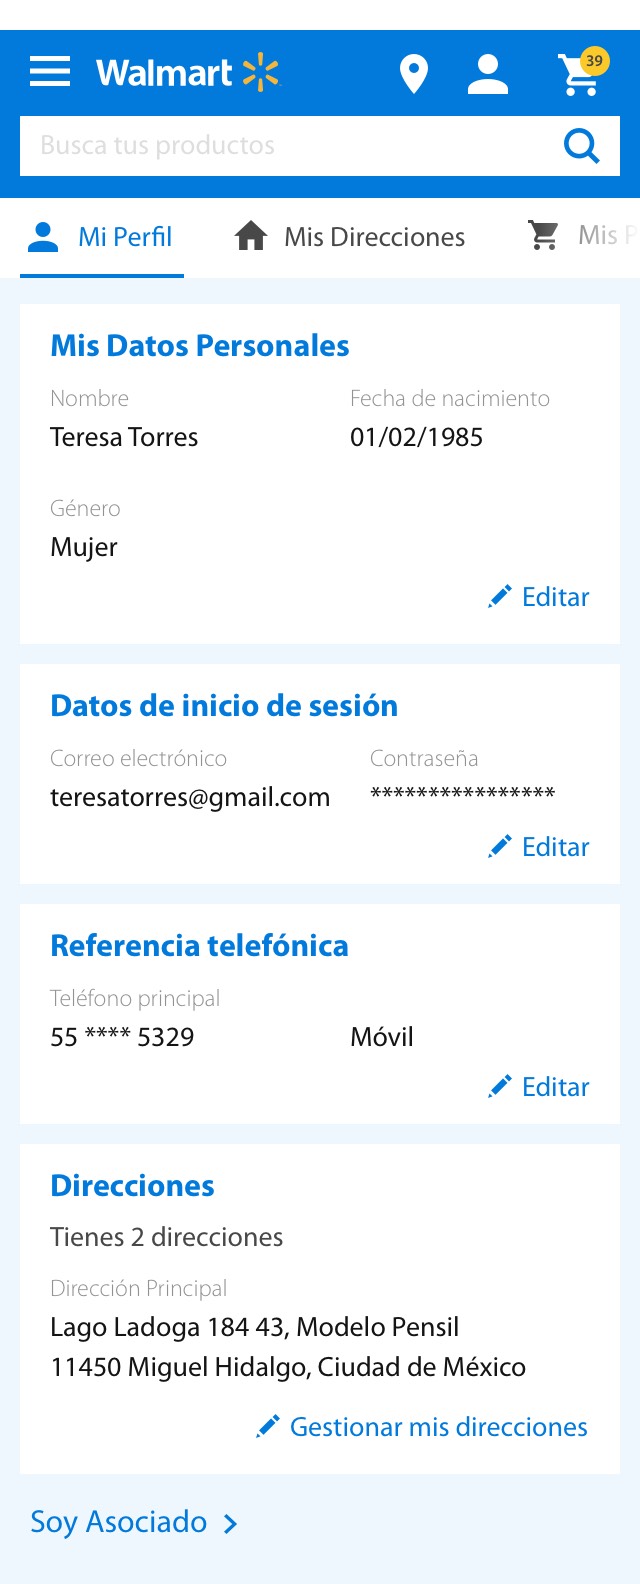 Walmart
39
Busca tus productos
Mi Perfil
Mis Direcciones
Mis P
Mis Datos Personales
Nombre
Fecha de nacimiento
Teresa Torres
01/02/1985
Género
Mujer
Editar
Datos de inicio de sesión
Correo electrónico
Contraseña
teresatorres@gmail.com
****************
Editar
Referencia telefónica
Teléfono principal
55 **** 5329
Móvil
Editar
Direcciones
Tienes 2 direcciones
Dirección Principal
Lago Ladoga 184 43, Modelo Pensil
11450 Miguel Hidalgo, Ciudad de México
Gestionar mis direcciones
Soy Asociado